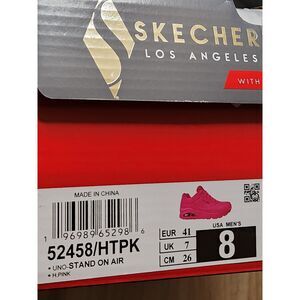 SKECHER
LOS ANGELES
WITH
MADE IN CHINA
1 96989 65298 6
52458/HTPK
• UNO-STAND ON AIR
• H.PINK
EUR 41
UK 7
CM 26
USA MEN'S
8